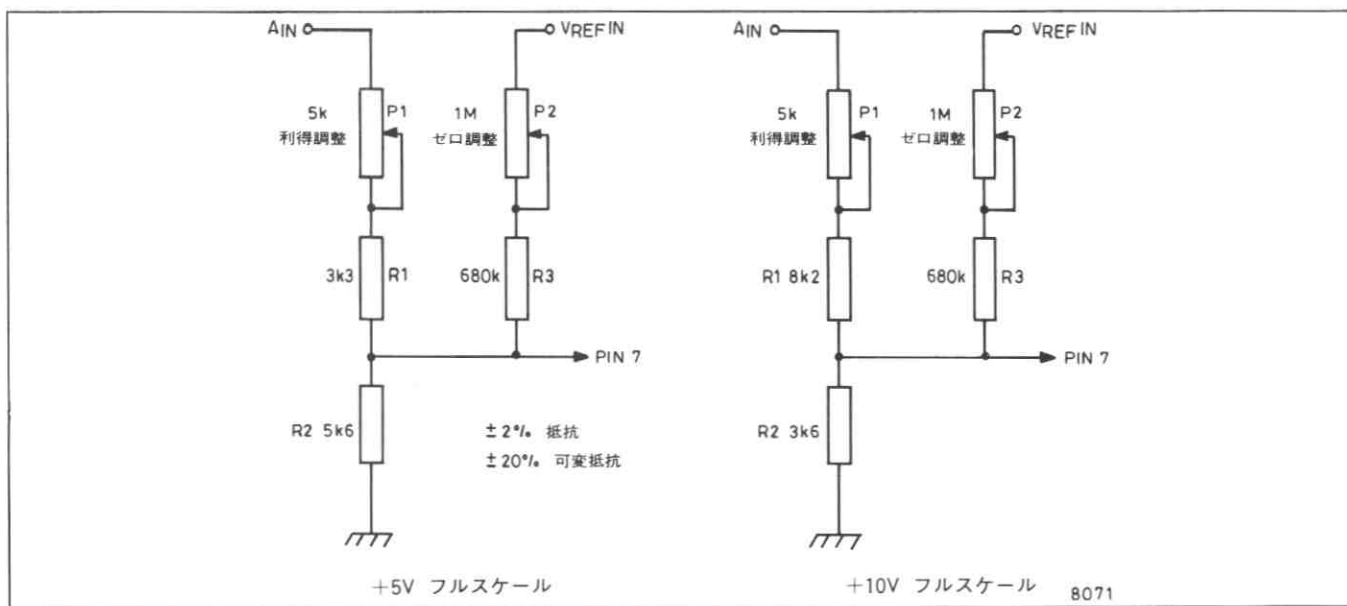 AIN
VREF IN
5k
利得調整
P1
1M
ゼロ調整
P2
3k3
R1
680k
R3
PIN 7
R2 5k6
±2% 抵抗
±20% 可変抵抗
+5V フルスケール
AIN
VREF IN
5k
利得調整
P1
1M
ゼロ調整
P2
R1 8k2
680k
R3
PIN 7
R2 3k6
+10V フルスケール
8071